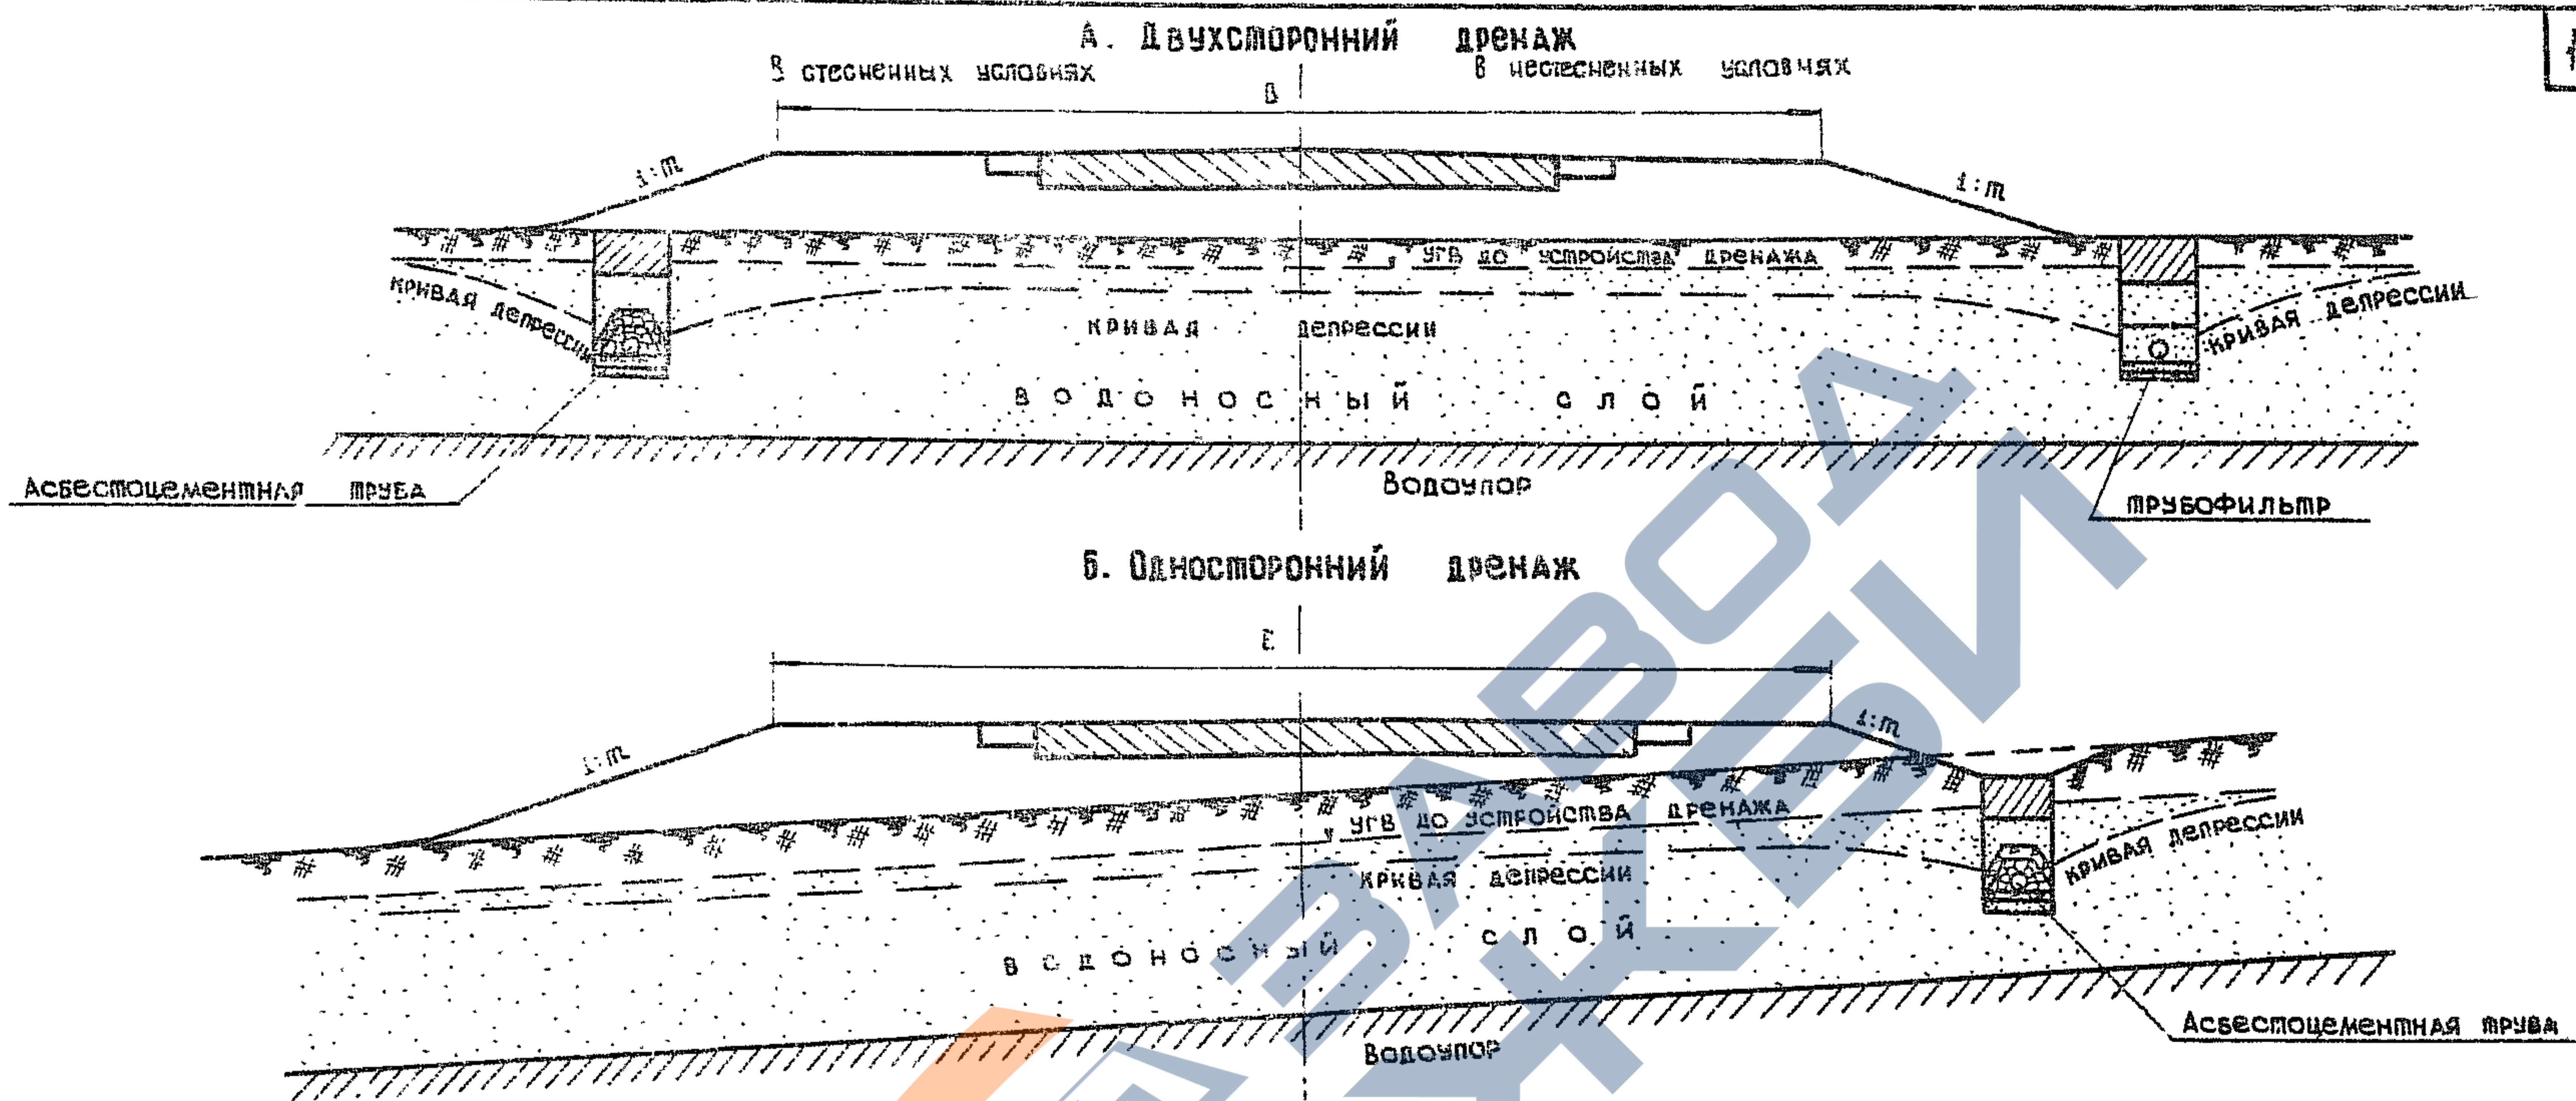 А. Двухсторонний дренаж
В стесненных условиях
В нестесненных условиях
В
1:m
1:m
УГВ до устройства дренажа
кривая депрессии
кривая депрессии
кривая депрессии
Водоносный слой
Асбестоцементная труба
Водоупор
трубофильтр
Б. Односторонний дренаж
1:m
1:m
УГВ до устройства дренажа
кривая депрессии
кривая депрессии
Водоносный слой
Асбестоцементная труба
Водоупор
ЗАВОД
ЖБИ